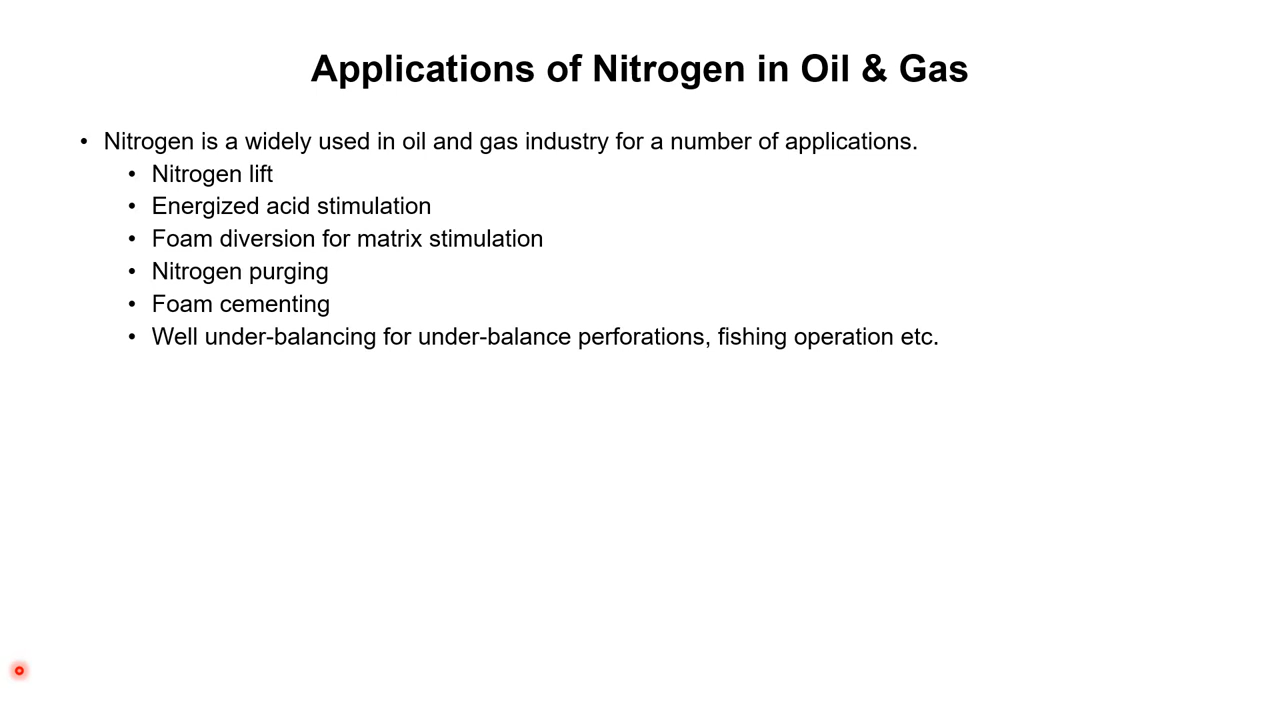 Applications of Nitrogen in Oil & Gas
• Nitrogen is a widely used in oil and gas industry for a number of applications.
• Nitrogen lift
• Energized acid stimulation
• Foam diversion for matrix stimulation
• Nitrogen purging
• Foam cementing
• Well under-balancing for under-balance perforations, fishing operation etc.